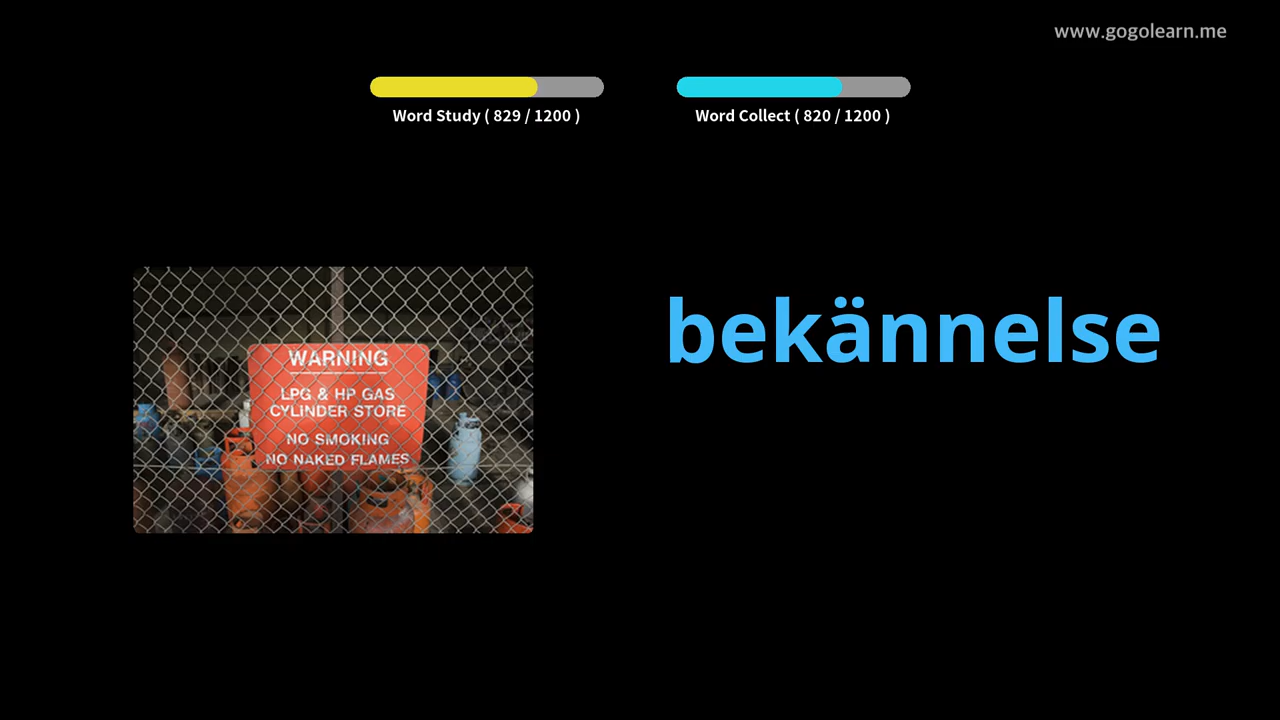 www.gogolearn.me
Word Study ( 829 / 1200 )
Word Collect ( 820 / 1200 )
bekännelse
WARNING
LPG & HP GAS
CYLINDER STORE
NO SMOKING
NO NAKED FLAMES